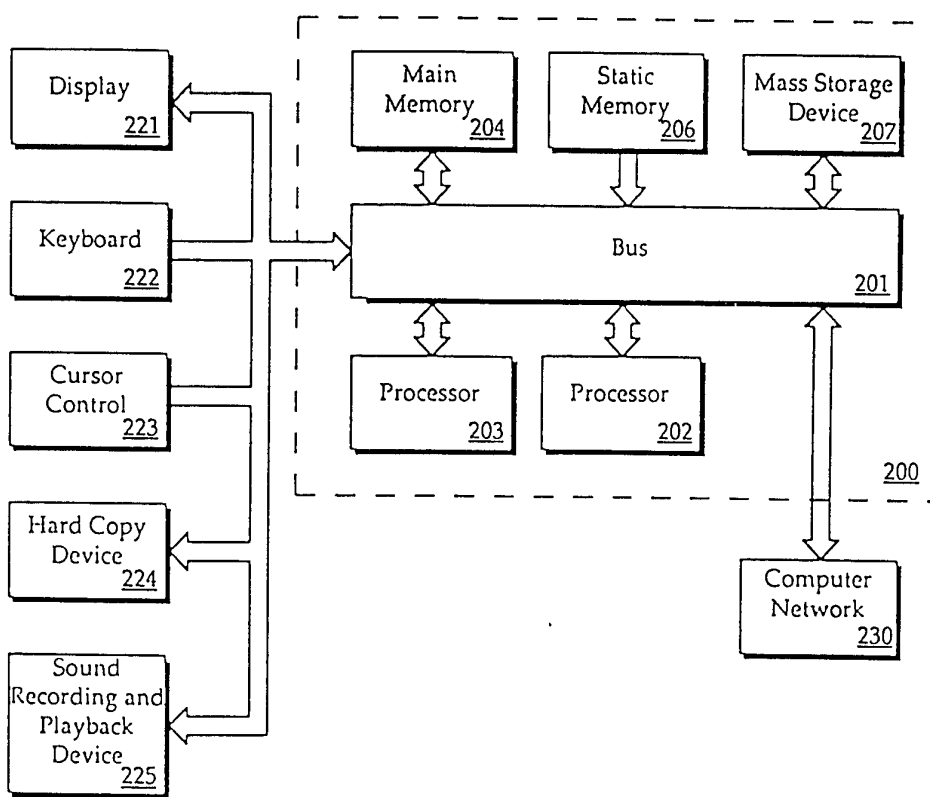 Display
221
Keyboard
222
Cursor
Control
223
Hard Copy
Device
224
Sound
Recording and
Playback
Device
225
Main
Memory
204
Static
Memory
206
Mass Storage
Device
207
Bus
201
Processor
203
Processor
202
200
Computer
Network
230